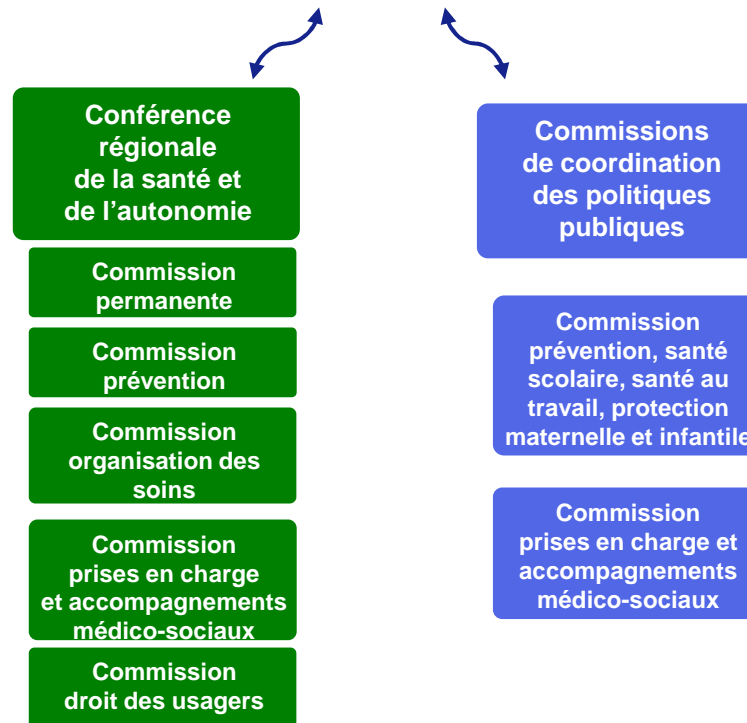 Conférence
régionale
de la santé et
de l'autonomie
Commission
permanente
Commission
prévention
Commission
organisation des
soins
Commission
prises en charge
et accompagnements
médico-sociaux
Commission
droit des usagers
Commissions
de coordination
des politiques
publiques
Commission
prévention, santé
scolaire, santé au
travail, protection
maternelle et infantile
Commission
prises en charge et
accompagnements
médico-sociaux